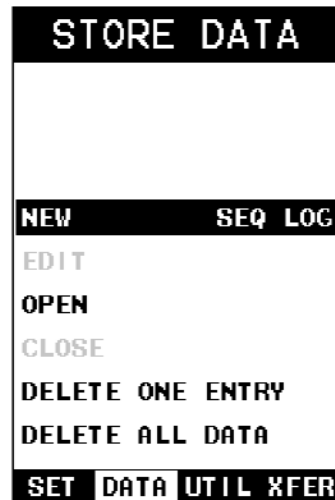 STORE DATA
NEW SEQ LOG
EDIT
OPEN
CLOSE
DELETE ONE ENTRY
DELETE ALL DATA
SET DATA UTIL XFER